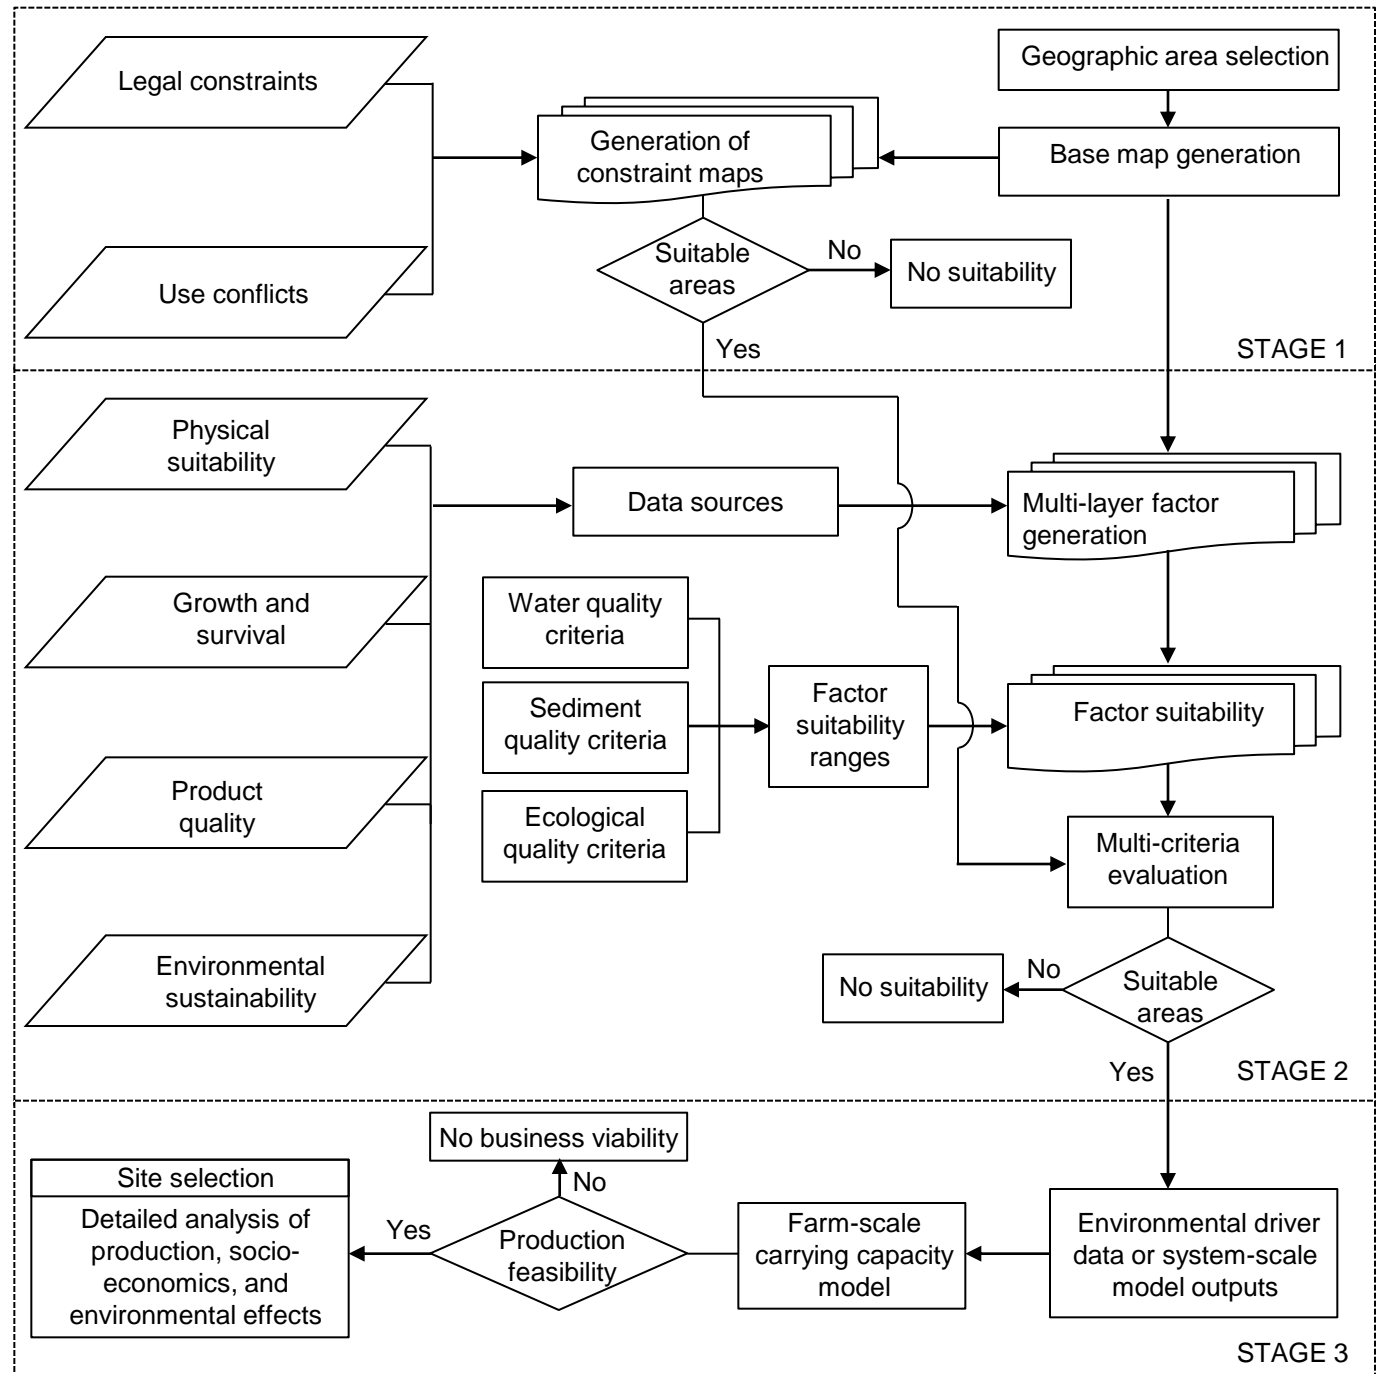 Legal constraints
Geographic area selection
Generation of
constraint maps
Base map generation
Use conflicts
Suitable
areas
No
No suitability
Yes
STAGE 1
Physical
suitability
Data sources
Multi-layer factor
generation
Growth and
survival
Water quality
criteria
Sediment
quality criteria
Ecological
quality criteria
Factor
suitability
ranges
Factor suitability
Product
quality
Multi-criteria
evaluation
Environmental
sustainability
No suitability
No
Suitable
areas
Yes
STAGE 2
No business viability
No
Site selection
Detailed analysis of
production, socio-
economics, and
environmental effects
Yes
Production
feasibility
Farm-scale
carrying capacity
model
Environmental driver
data or system-scale
model outputs
STAGE 3